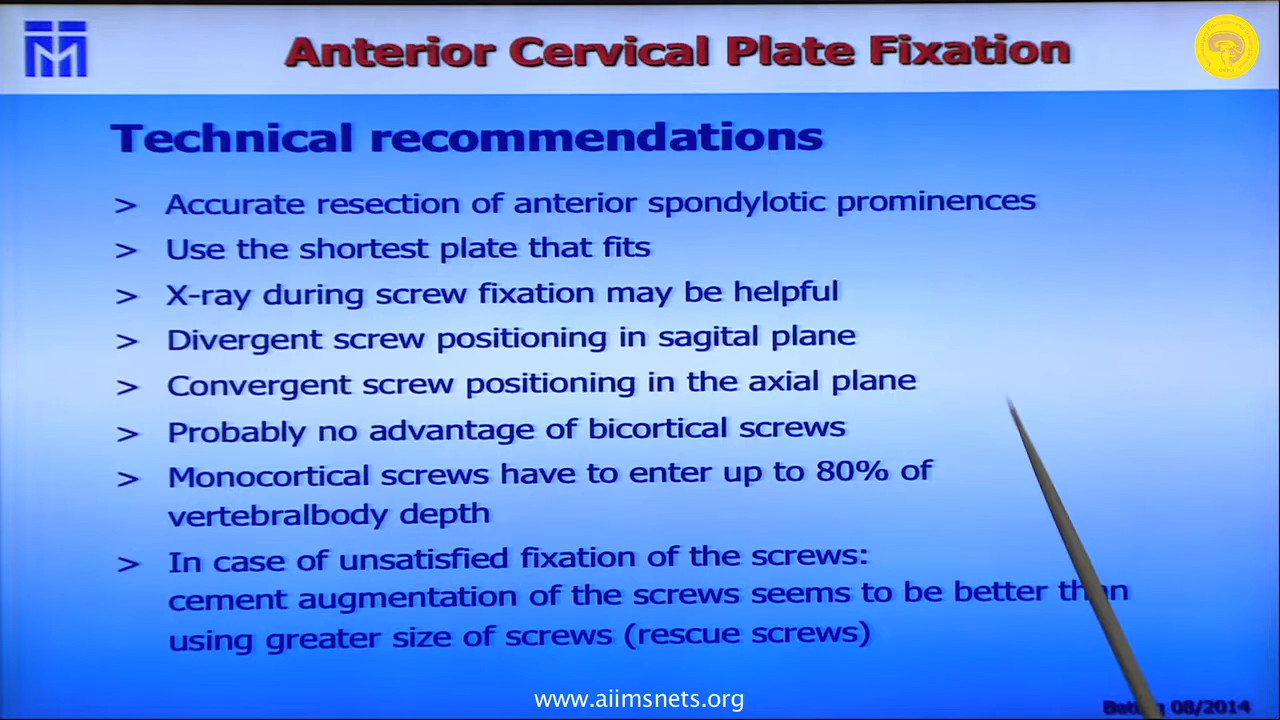 Anterior Cervical Plate Fixation
Technical recommendations
> Accurate resection of anterior spondylotic prominences
> Use the shortest plate that fits
> X-ray during screw fixation may be helpful
> Divergent screw positioning in sagital plane
> Convergent screw positioning in the axial plane
> Probably no advantage of bicortical screws
> Monocortical screws have to enter up to 80% of
vertebralbody depth
> In case of unsatisfied fixation of the screws:
cement augmentation of the screws seems to be better than
using greater size of screws (rescue screws)
www.aiimsnets.org
08/2014